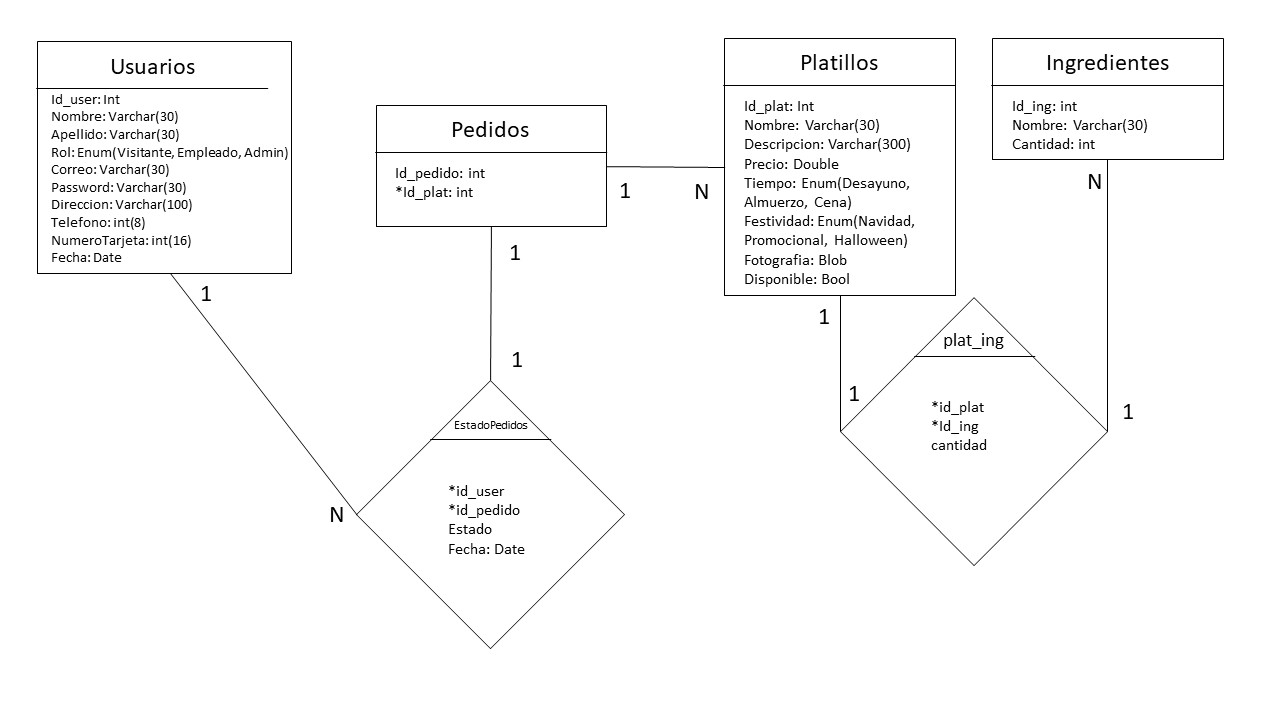 Usuarios
Id_user: Int
Nombre: Varchar(30)
Apellido: Varchar(30)
Rol: Enum(Visitante, Empleado, Admin)
Correo: Varchar(30)
Password: Varchar(30)
Direccion: Varchar(100)
Telefono: int(8)
NumeroTarjeta: int(16)
Fecha: Date
1
N
Pedidos
Id_pedido: int
*Id_plat: int
1
N
1
1
EstadoPedidos
*id_user
*id_pedido
Estado
Fecha: Date
Platillos
Id_plat: Int
Nombre: Varchar(30)
Descripcion: Varchar(300)
Precio: Double
Tiempo: Enum(Desayuno,
Almuerzo, Cena)
Festividad: Enum(Navidad,
Promocional, Halloween)
Fotografia: Blob
Disponible: Bool
1
1
Ingredientes
Id_ing: int
Nombre: Varchar(30)
Cantidad: int
N
1
plat_ing
*id_plat
*Id_ing
cantidad